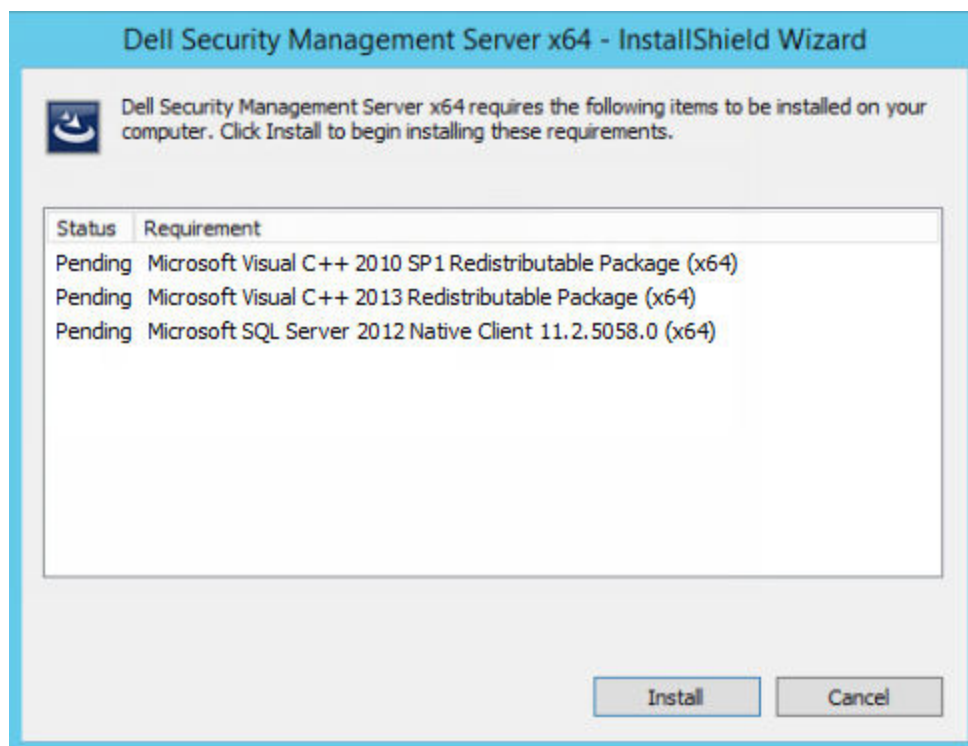 Dell Security Management Server x64 - InstallShield Wizard
Dell Security Management Server x64 requires the following items to be installed on your
computer. Click Install to begin installing these requirements.
Status Requirement
Pending Microsoft Visual C++ 2010 SP1 Redistributable Package (x64)
Pending Microsoft Visual C++ 2013 Redistributable Package (x64)
Pending Microsoft SQL Server 2012 Native Client 11.2.5058.0 (x64)
Install Cancel